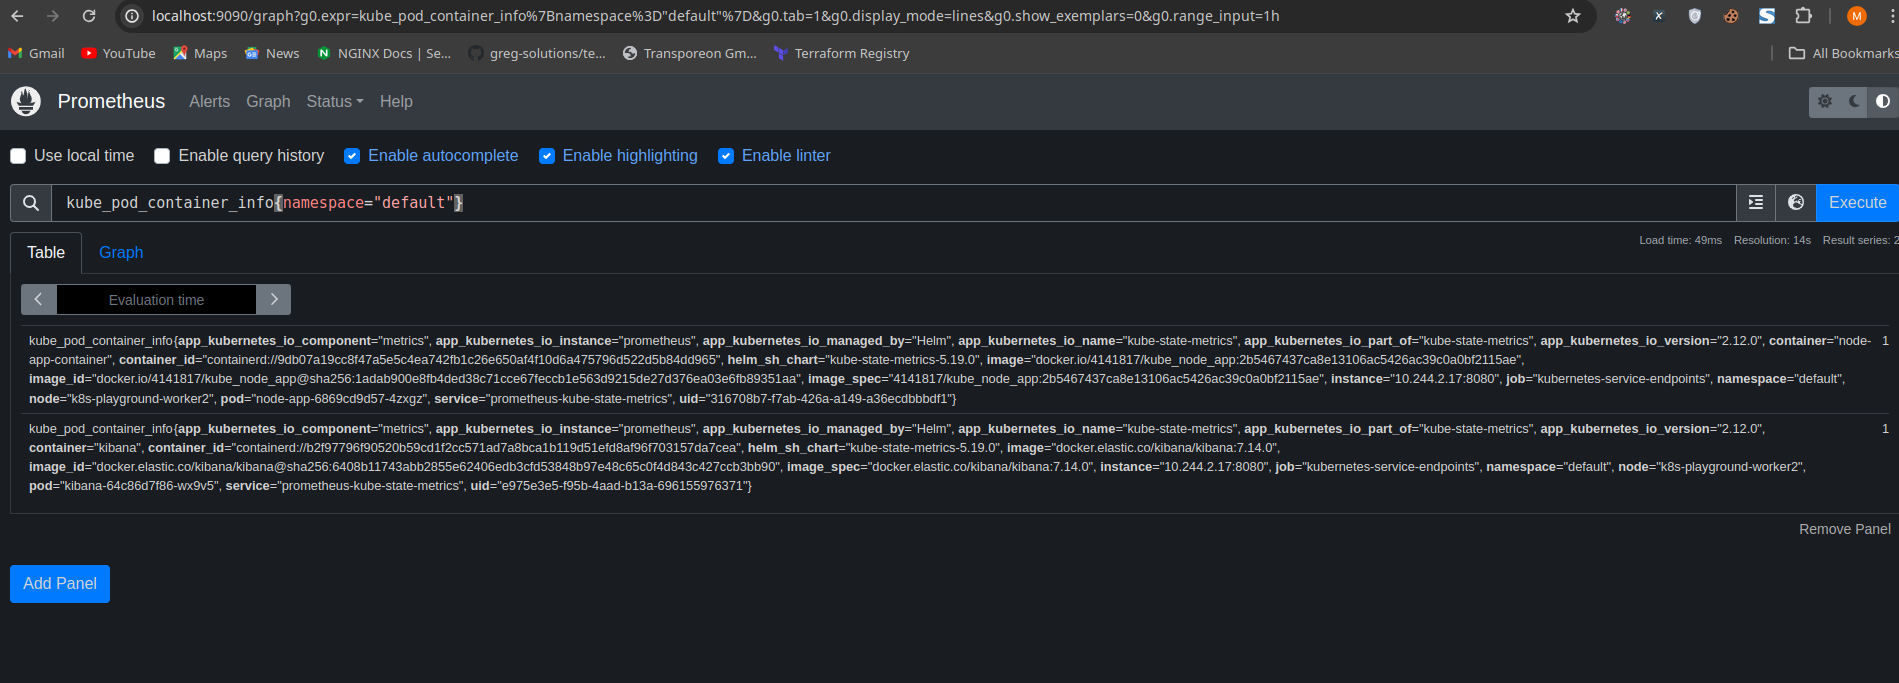 localhost:9090/graph?g0.expr=kube_pod_container_info%7Bnamespace%3D"default"%7D&g0.tab=1&g0.display_mode=lines&g0.show_exemplars=0&g0.range_input=1h
M
Gmail YouTube Maps News NGINX Docs | Se... greg-solutions/te... Transporeon Gm... Terraform Registry All Bookmarks
Prometheus Alerts Graph Status Help
Use local time Enable query history Enable autocomplete Enable highlighting Enable linter
kube_pod_container_info{namespace="default"} Execute
Table Graph Load time: 49ms Resolution: 14s Result series: 2
Evaluation time
kube_pod_container_info{app_kubernetes_io_component="metrics", app_kubernetes_io_instance="prometheus", app_kubernetes_io_managed_by="Helm", app_kubernetes_io_name="kube-state-metrics", app_kubernetes_io_part_of="kube-state-metrics", app_kubernetes_io_version="2.12.0", container="node- 1
app-container", container_id="containerd://9db07a19cc8f47a5e5c4ea742fb1c26e650af4f10d6a475796d522d5b84dd965", helm_sh_chart="kube-state-metrics-5.19.0", image="docker.io/4141817/kube_node_app:2b5467437ca8e13106ac5426ac39c0a0bf2115ae",
image_id="docker.io/4141817/kube_node_app@sha256:1adab900e8fb4ded38c71cce67feccb1e563d9215de27d376ea03e6fb89351aa", image_spec="4141817/kube_node_app:2b5467437ca8e13106ac5426ac39c0a0bf2115ae", instance="10.244.2.17:8080", job="kubernetes-service-endpoints", namespace="default",
node="k8s-playground-worker2", pod="node-app-6869cd9d57-4zxgz", service="prometheus-kube-state-metrics", uid="316708b7-f7ab-426a-a149-a36ecdbbbdf1"}
kube_pod_container_info{app_kubernetes_io_component="metrics", app_kubernetes_io_instance="prometheus", app_kubernetes_io_managed_by="Helm", app_kubernetes_io_name="kube-state-metrics", app_kubernetes_io_part_of="kube-state-metrics", app_kubernetes_io_version="2.12.0", 1
container="kibana", container_id="containerd://b2f97796f90520b59cd1f2cc571ad7a8bca1b119d51efd8af96f703157da7cea", helm_sh_chart="kube-state-metrics-5.19.0", image="docker.elastic.co/kibana/kibana:7.14.0",
image_id="docker.elastic.co/kibana/kibana@sha256:6408b11743abb2855e62406edb3cfd53848b97e48c65c0f4d843c427ccb3bb90", image_spec="docker.elastic.co/kibana/kibana:7.14.0", instance="10.244.2.17:8080", job="kubernetes-service-endpoints", namespace="default", node="k8s-playground-worker2",
pod="kibana-64c86d7f86-wx9v5", service="prometheus-kube-state-metrics", uid="e975e3e5-f95b-4aad-b13a-696155976371"}
Remove Panel
Add Panel